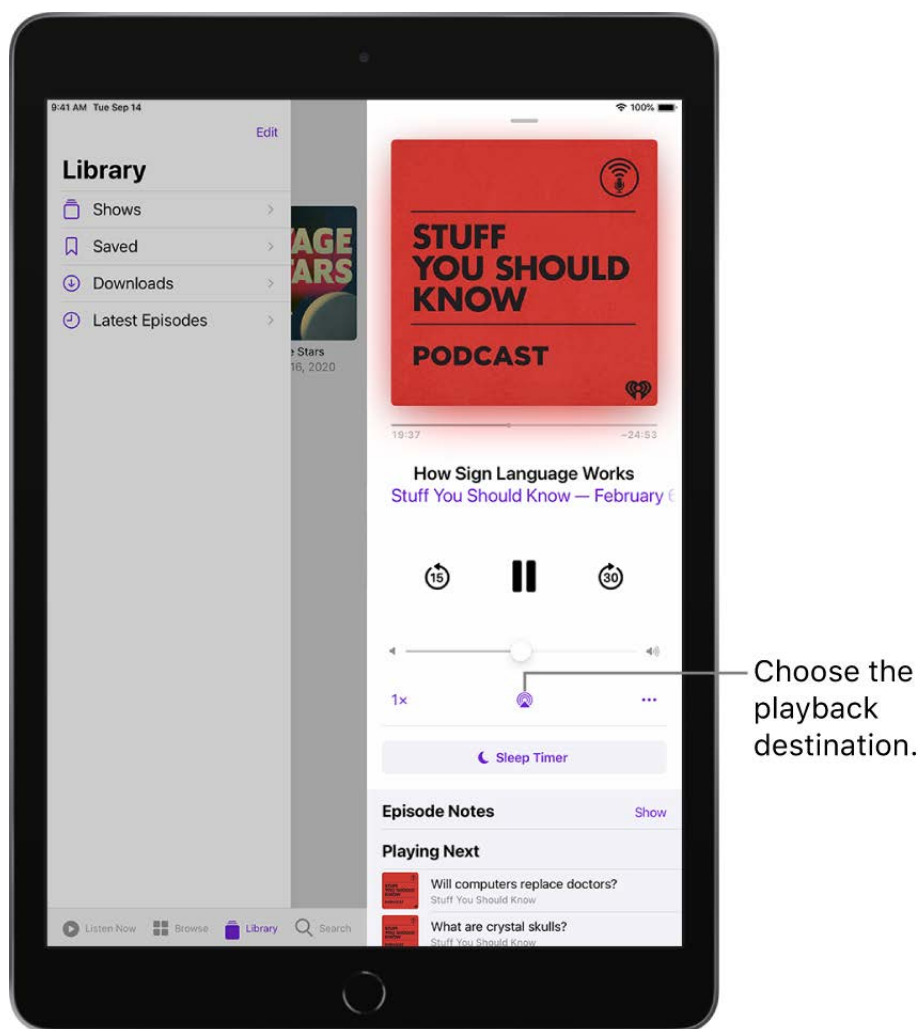 9:41 AM Tue Sep 14
100%
Edit
Library
Shows
Saved
Downloads
Latest Episodes
AGE
ARS
e Stars
16, 2020
STUFF
YOU SHOULD
KNOW
PODCAST
19:37
-24:53
How Sign Language Works
Stuff You Should Know — February 6
15
30
1×
Choose the
playback
destination.
Sleep Timer
Episode Notes
Show
Playing Next
Will computers replace doctors?
Stuff You Should Know
What are crystal skulls?
Stuff You Should Know
Listen Now
Browse
Library
Search